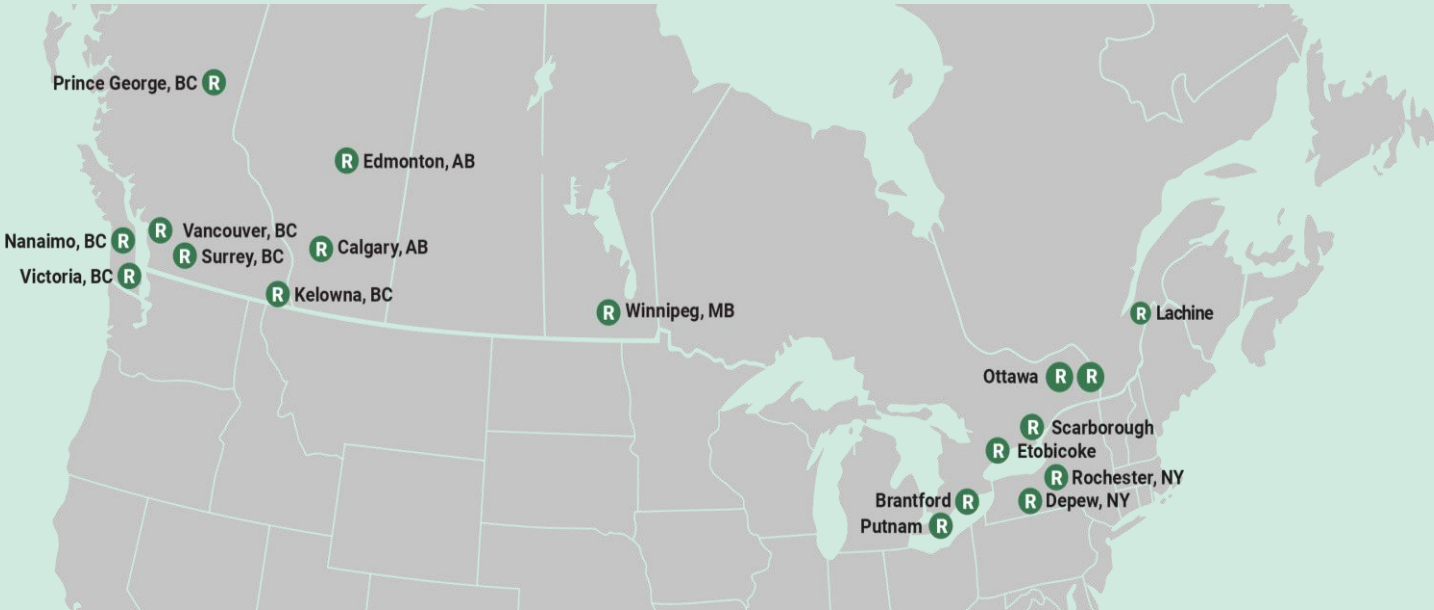 Prince George, BC R
R Edmonton, AB
R Vancouver, BC
Nanaimo, BC R
R Surrey, BC
R Calgary, AB
Victoria, BC R
R Kelowna, BC
R Winnipeg, MB
R Lachine
Ottawa R R
R Scarborough
R Etobicoke
R Rochester, NY
Brantford R
R Depew, NY
Putnam R